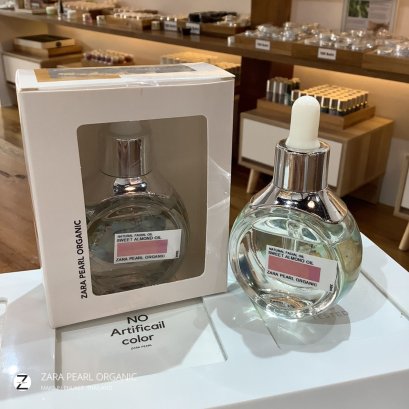 ZARA PEARL ORGANIC
NATURAL FACIAL OIL
SWEET ALMOND OIL
ZARA PEARL ORGANIC
NATURAL FACIAL OIL
SWEET ALMOND OIL
ZARA PEARL ORGANIC
NO
Artificail
color
ZARA PEARL ORGANIC